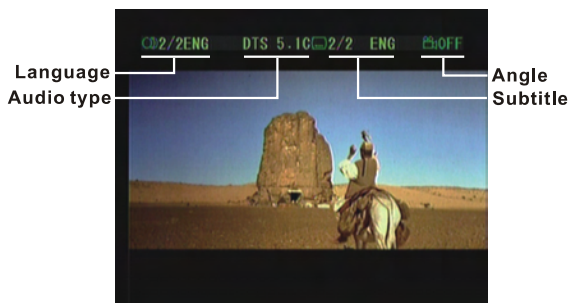 2/2ENG DTS 5.1C 2/2 ENG :OFF
Language
Audio type
Angle
Subtitle